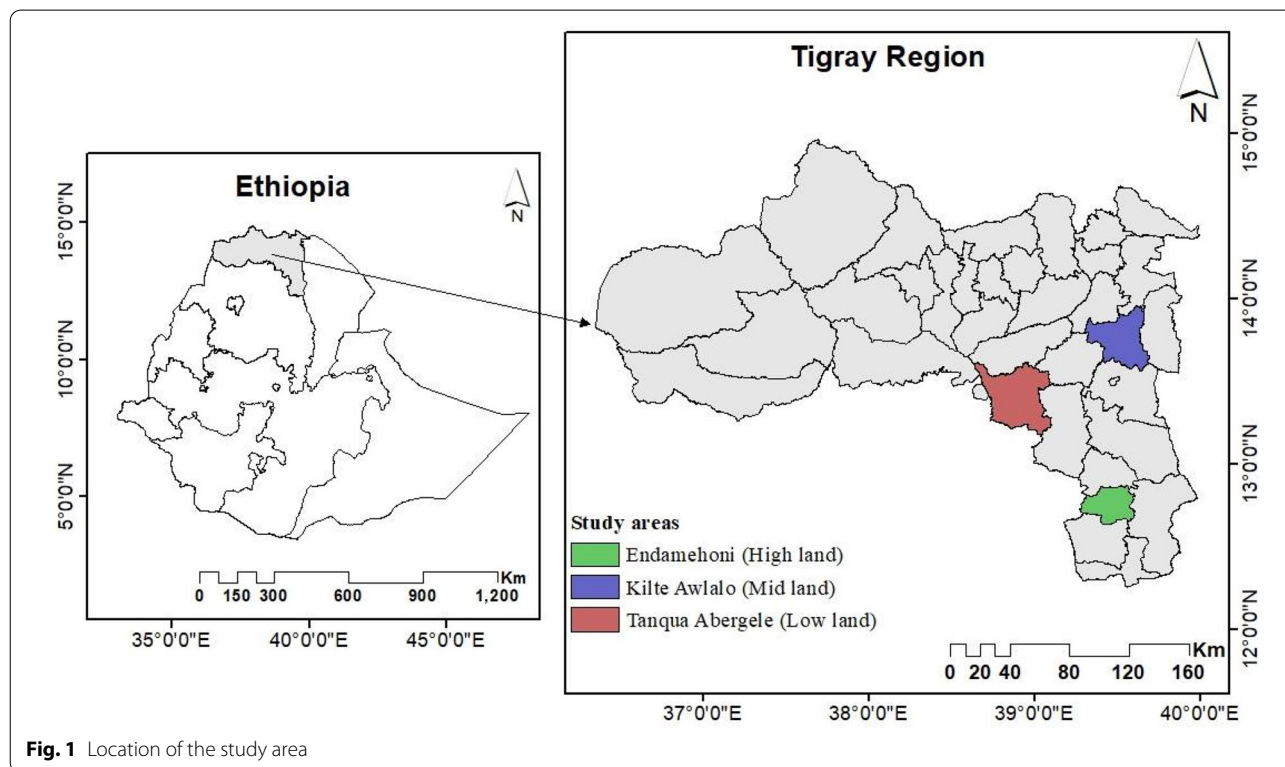 Ethiopia
N
15°0'0"N
10°0'0"N
5°0'0"N
35°0'0"E 40°0'0"E 45°0'0"E
0 150 300 600 900 1,200 Km
Tigray Region
N
15°0'0"N
14°0'0"N
13°0'0"N
12°0'0"N
37°0'0"E 38°0'0"E 39°0'0"E 40°0'0"E
Study areas
Endamehoni (High land)
Kilte Awlalo (Mid land)
Tanqua Abergele (Low land)
0 20 40 80 120 160 Km
Fig. 1 Location of the study area